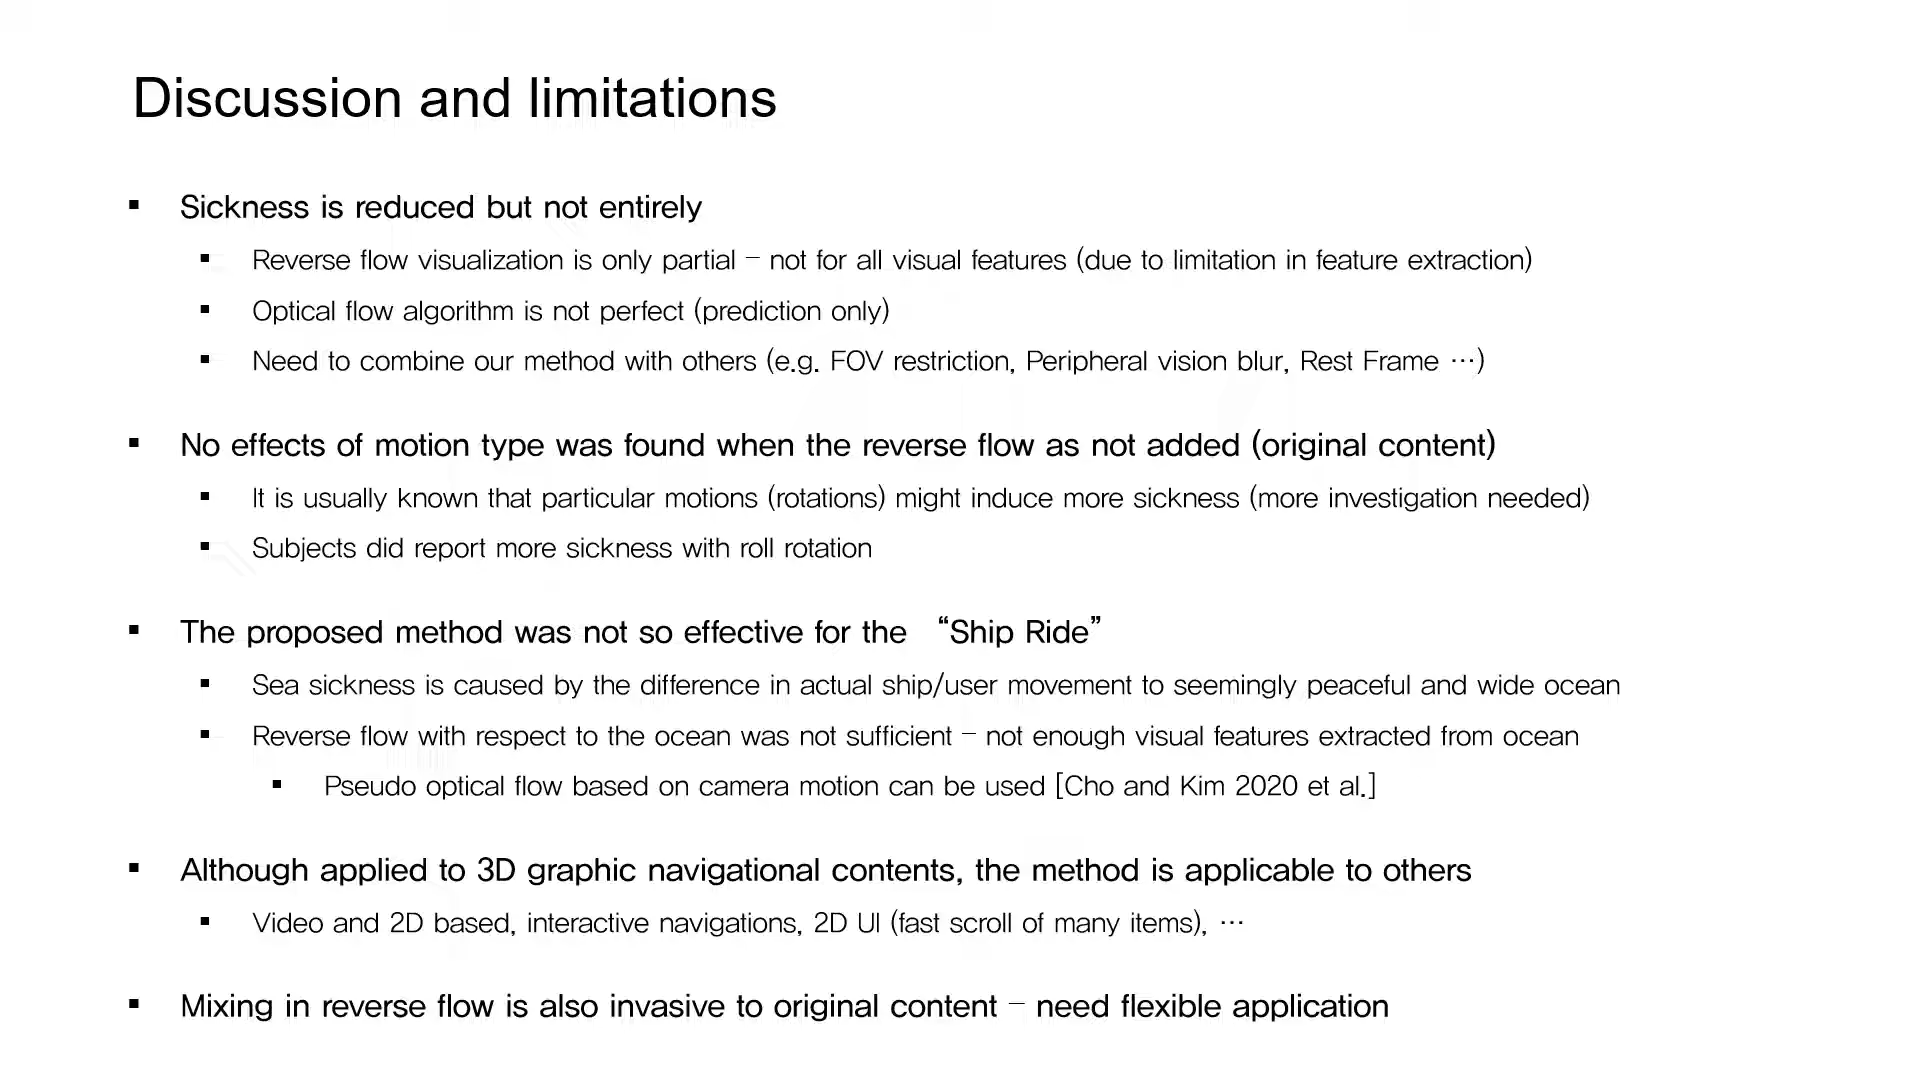 Discussion and limitations
▪ Sickness is reduced but not entirely
▪ Reverse flow visualization is only partial – not for all visual features (due to limitation in feature extraction)
▪ Optical flow algorithm is not perfect (prediction only)
▪ Need to combine our method with others (e.g. FOV restriction, Peripheral vision blur, Rest Frame …)
▪ No effects of motion type was found when the reverse flow as not added (original content)
▪ It is usually known that particular motions (rotations) might induce more sickness (more investigation needed)
▪ Subjects did report more sickness with roll rotation
▪ The proposed method was not so effective for the “Ship Ride”
▪ Sea sickness is caused by the difference in actual ship/user movement to seemingly peaceful and wide ocean
▪ Reverse flow with respect to the ocean was not sufficient – not enough visual features extracted from ocean
▪ Pseudo optical flow based on camera motion can be used [Cho and Kim 2020 et al.]
▪ Although applied to 3D graphic navigational contents, the method is applicable to others
▪ Video and 2D based, interactive navigations, 2D UI (fast scroll of many items), …
▪ Mixing in reverse flow is also invasive to original content – need flexible application